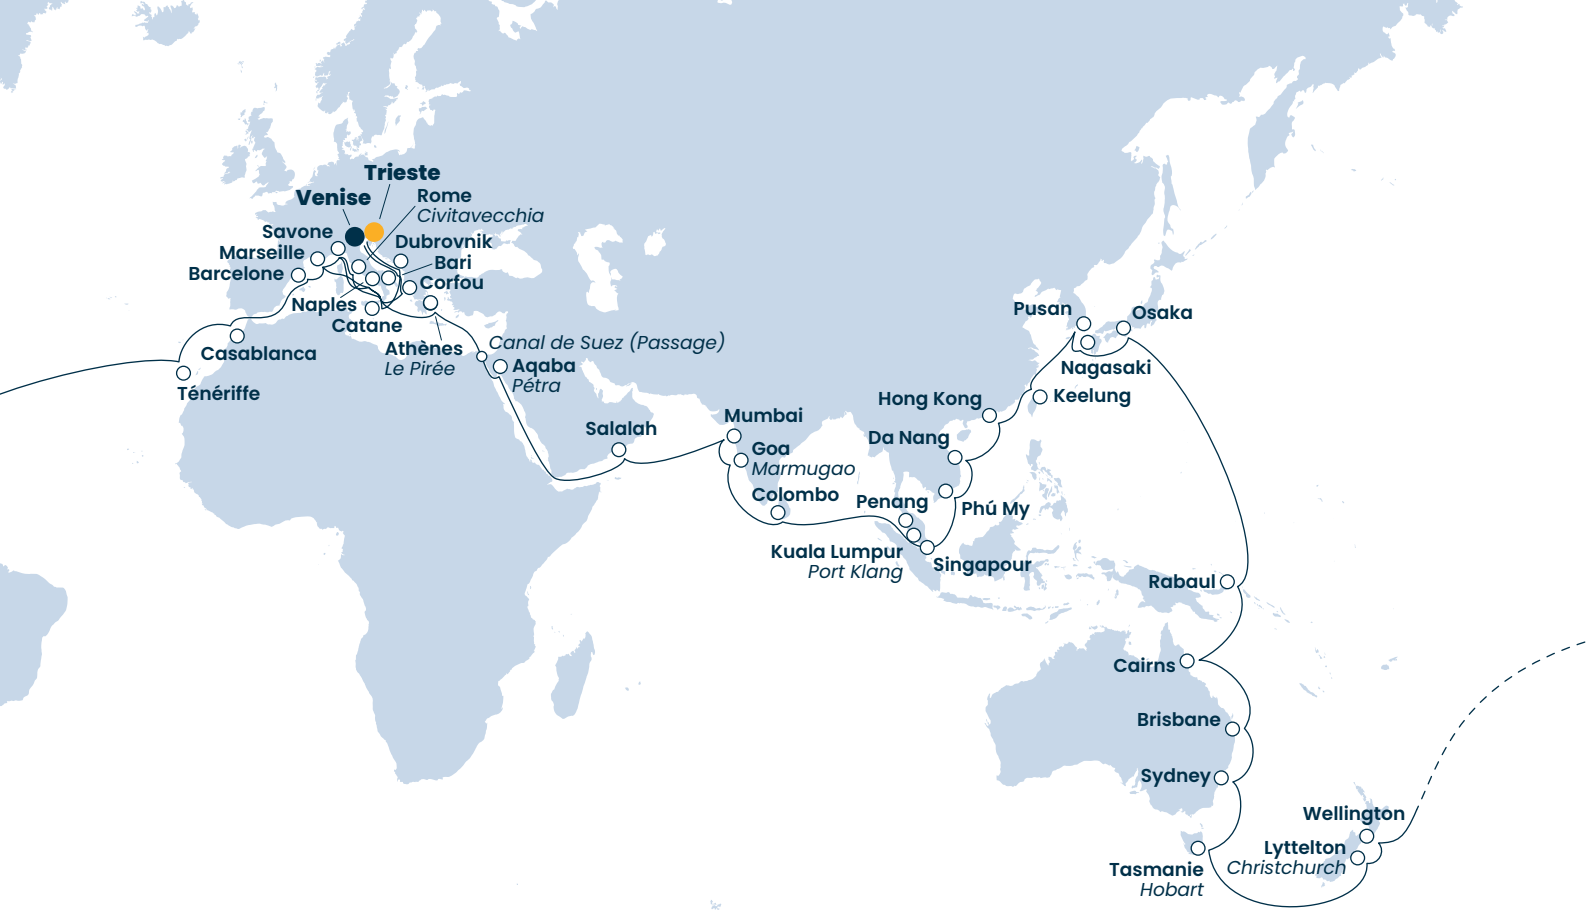 Trieste
Venise
Rome
Civitavecchia
Savone
Dubrovnik
Marseille
Bari
Barcelone
Corfou
Naples
Catane
Athènes
Le Pirée
Canal de Suez (Passage)
Casablanca
Aqaba
Pétra
Ténériffe
Salalah
Mumbai
Goa
Marmugao
Colombo
Penang
Kuala Lumpur
Port Klang
Singapour
Phú My
Da Nang
Hong Kong
Keelung
Pusan
Osaka
Nagasaki
Rabaul
Cairns
Brisbane
Sydney
Tasmanie
Hobart
Wellington
Lyttelton
Christchurch